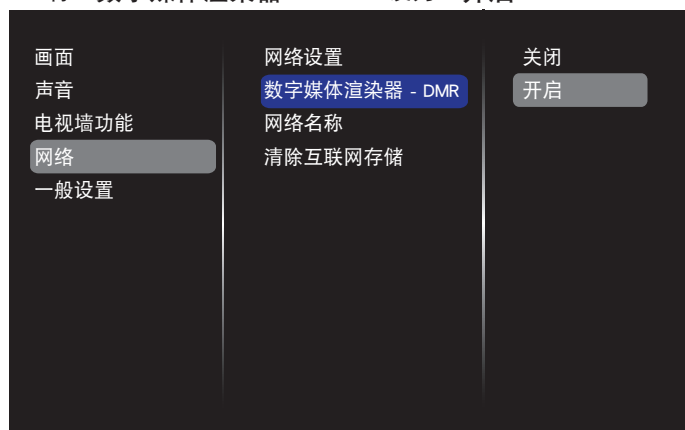 画面
声音
电视墙功能
网络
一般设置
网络设置
数字媒体渲染器 - DMR
网络名称
清除互联网存储
关闭
开启